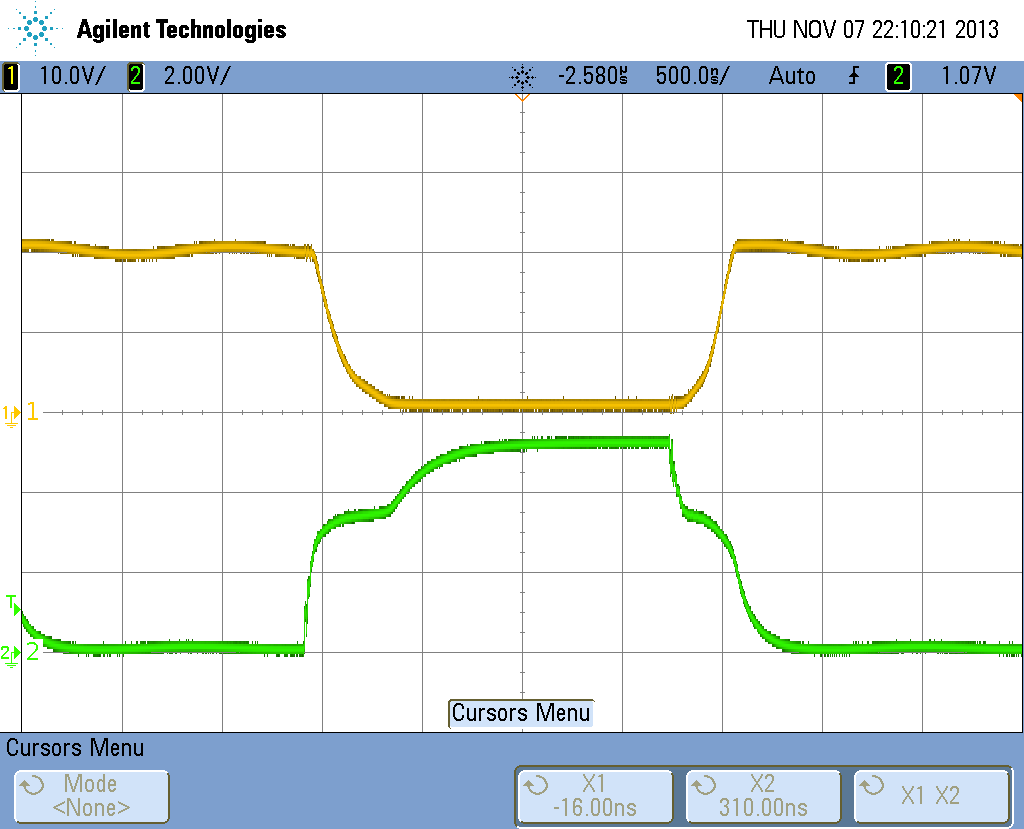 Agilent Technologies
THU NOV 07 22:10:21 2013
1 10.0V/ 2 2.00V/ -2.580µs 500.0ns/ Auto 2 1.07V
1 1
T
2 2
Cursors Menu
Cursors Menu
Mode
<None>
X1
-16.00ns
X2
310.00ns
X1 X2